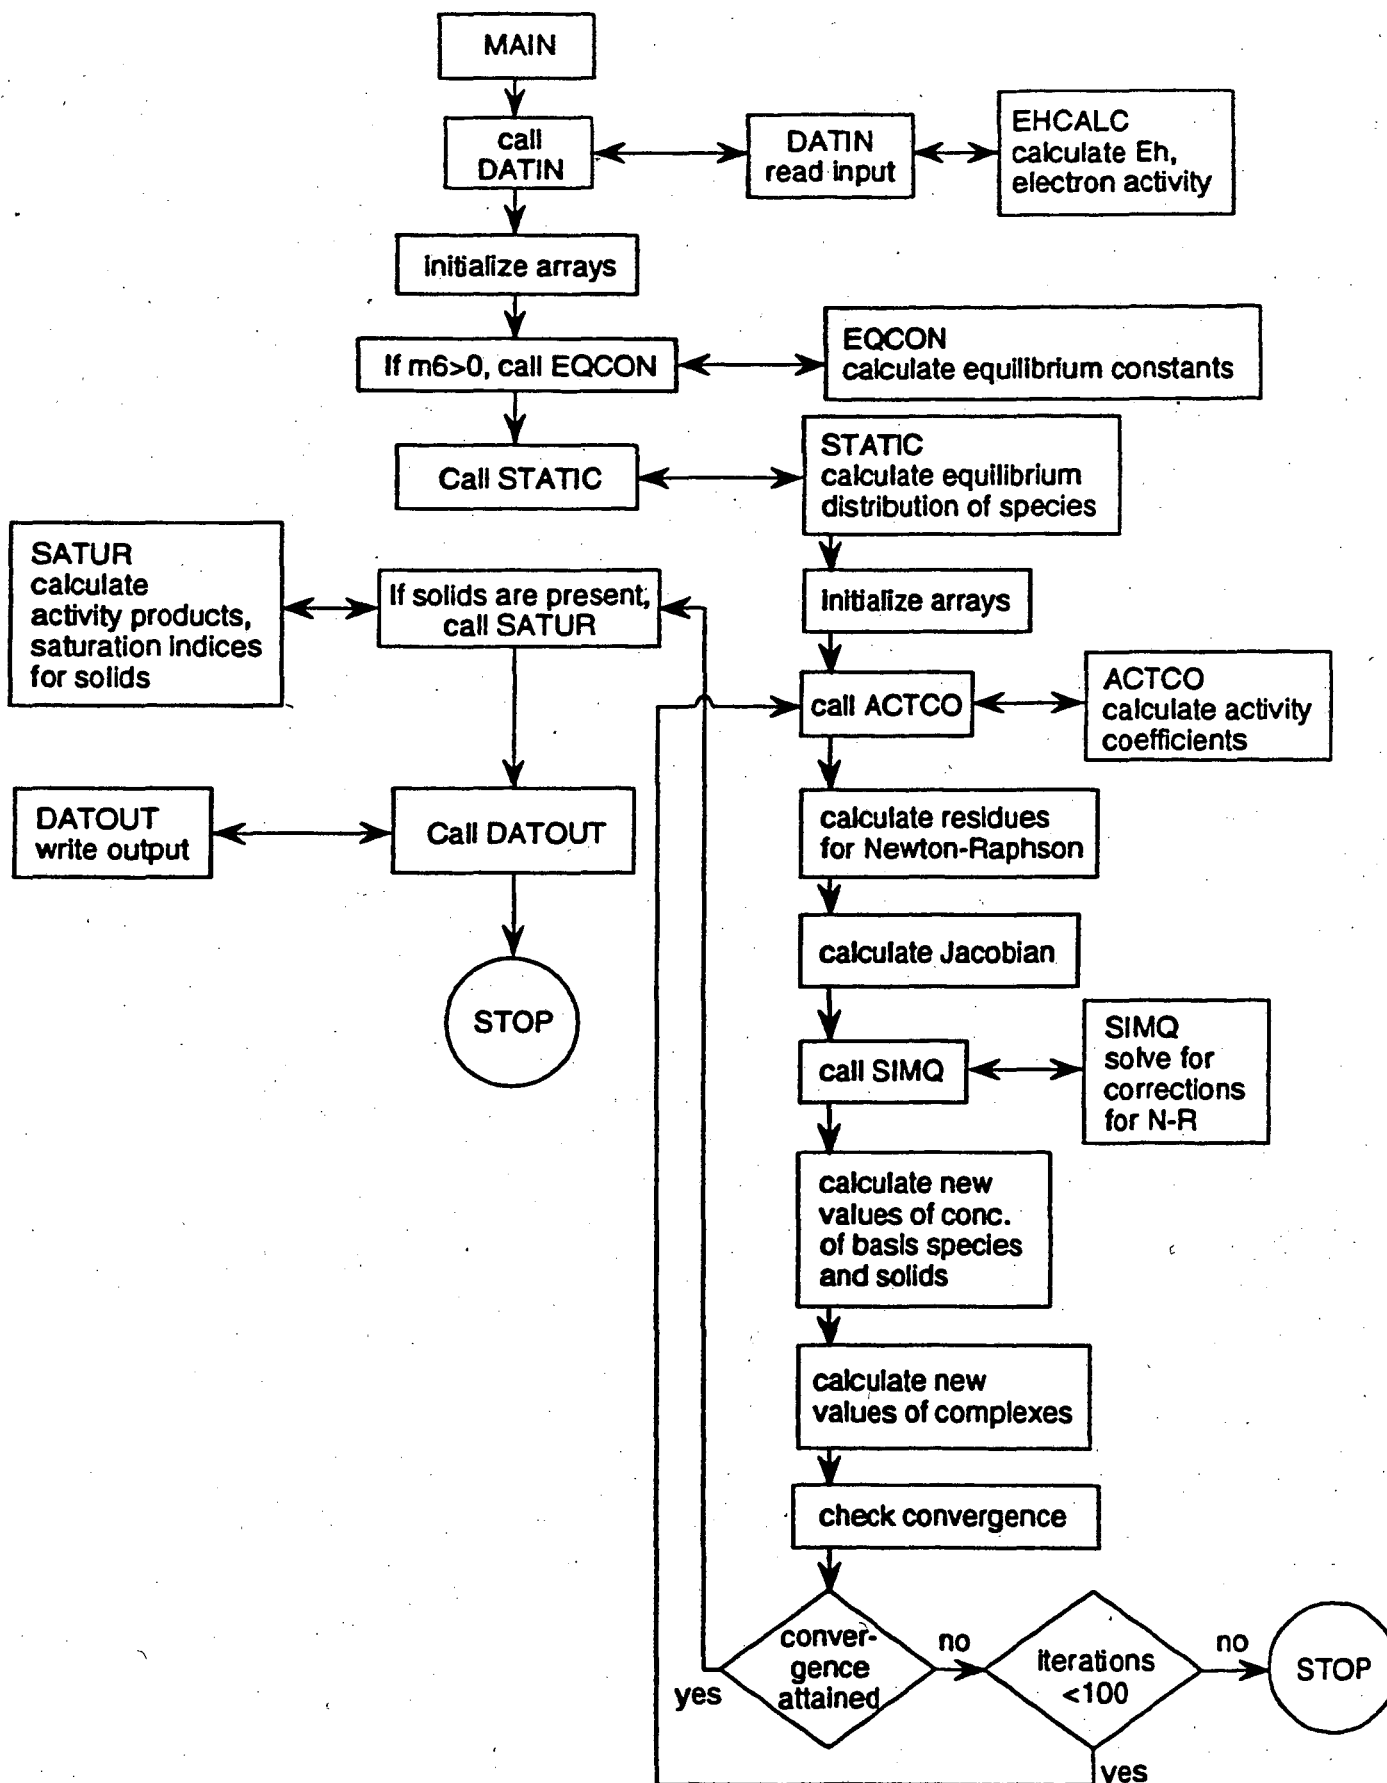 MAIN
call
DATIN
DATIN
read input
EHCALC
calculate Eh,
electron activity
initialize arrays
If m6>0, call EQCON
EQCON
calculate equilibrium constants
Call STATIC
STATIC
calculate equilibrium
distribution of species
SATUR
calculate
activity products,
saturation indices
for solids
If solids are present,
call SATUR
initialize arrays
call ACTCO
ACTCO
calculate activity
coefficients
DATOUT
write output
Call DATOUT
calculate residues
for Newton-Raphson
calculate Jacobian
STOP
call SIMQ
SIMQ
solve for
corrections
for N-R
calculate new
values of conc.
of basis species
and solids
calculate new
values of complexes
check convergence
conver-
gence
attained
yes
no
iterations
<100
no
STOP
yes